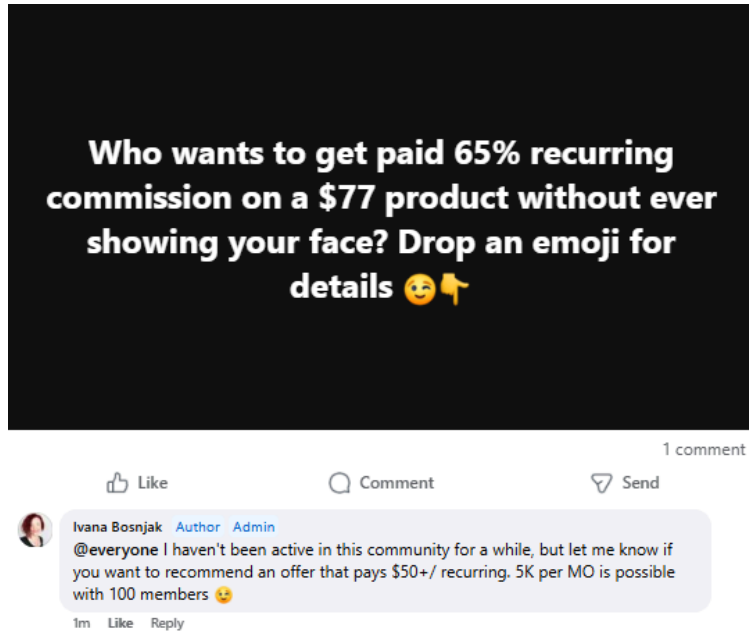 Who wants to get paid 65% recurring
commission on a $77 product without ever
showing your face? Drop an emoji for
details 😉👇
1 comment
Like Comment Send
Ivana Bosnjak Author Admin
@everyone I haven't been active in this community for a while, but let me know if
you want to recommend an offer that pays $50+/ recurring. 5K per MO is possible
with 100 members 😉
1m Like Reply